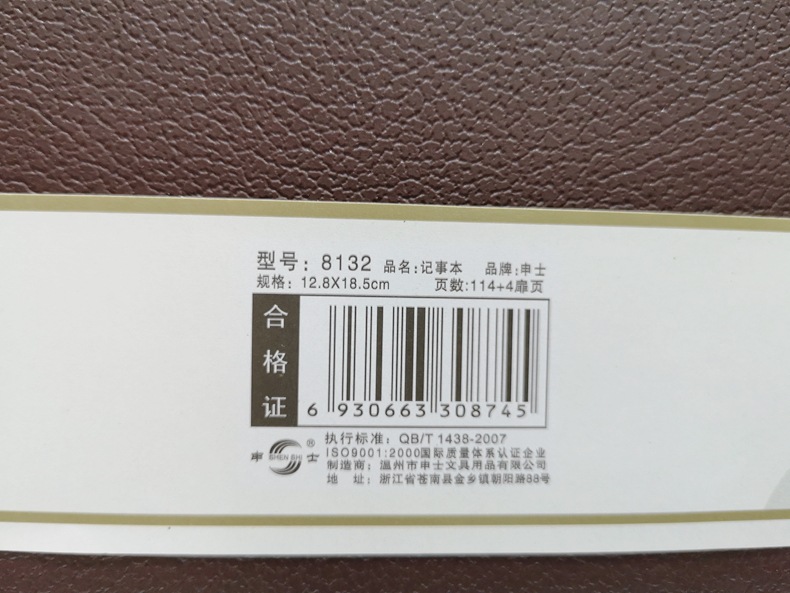 型号: 8132 品名:记事本 品牌:申士
规格: 12.8X18.5cm 页数:114+4扉页
合格证
6 930663 308745
执行标准: QB/T 1438-2007
ISO9001:2000国际质量体系认证企业
制造商: 温州市申士文具用品有限公司
地 址: 浙江省苍南县金乡镇朝阳路88号
申 SHEN SHI 士 ®